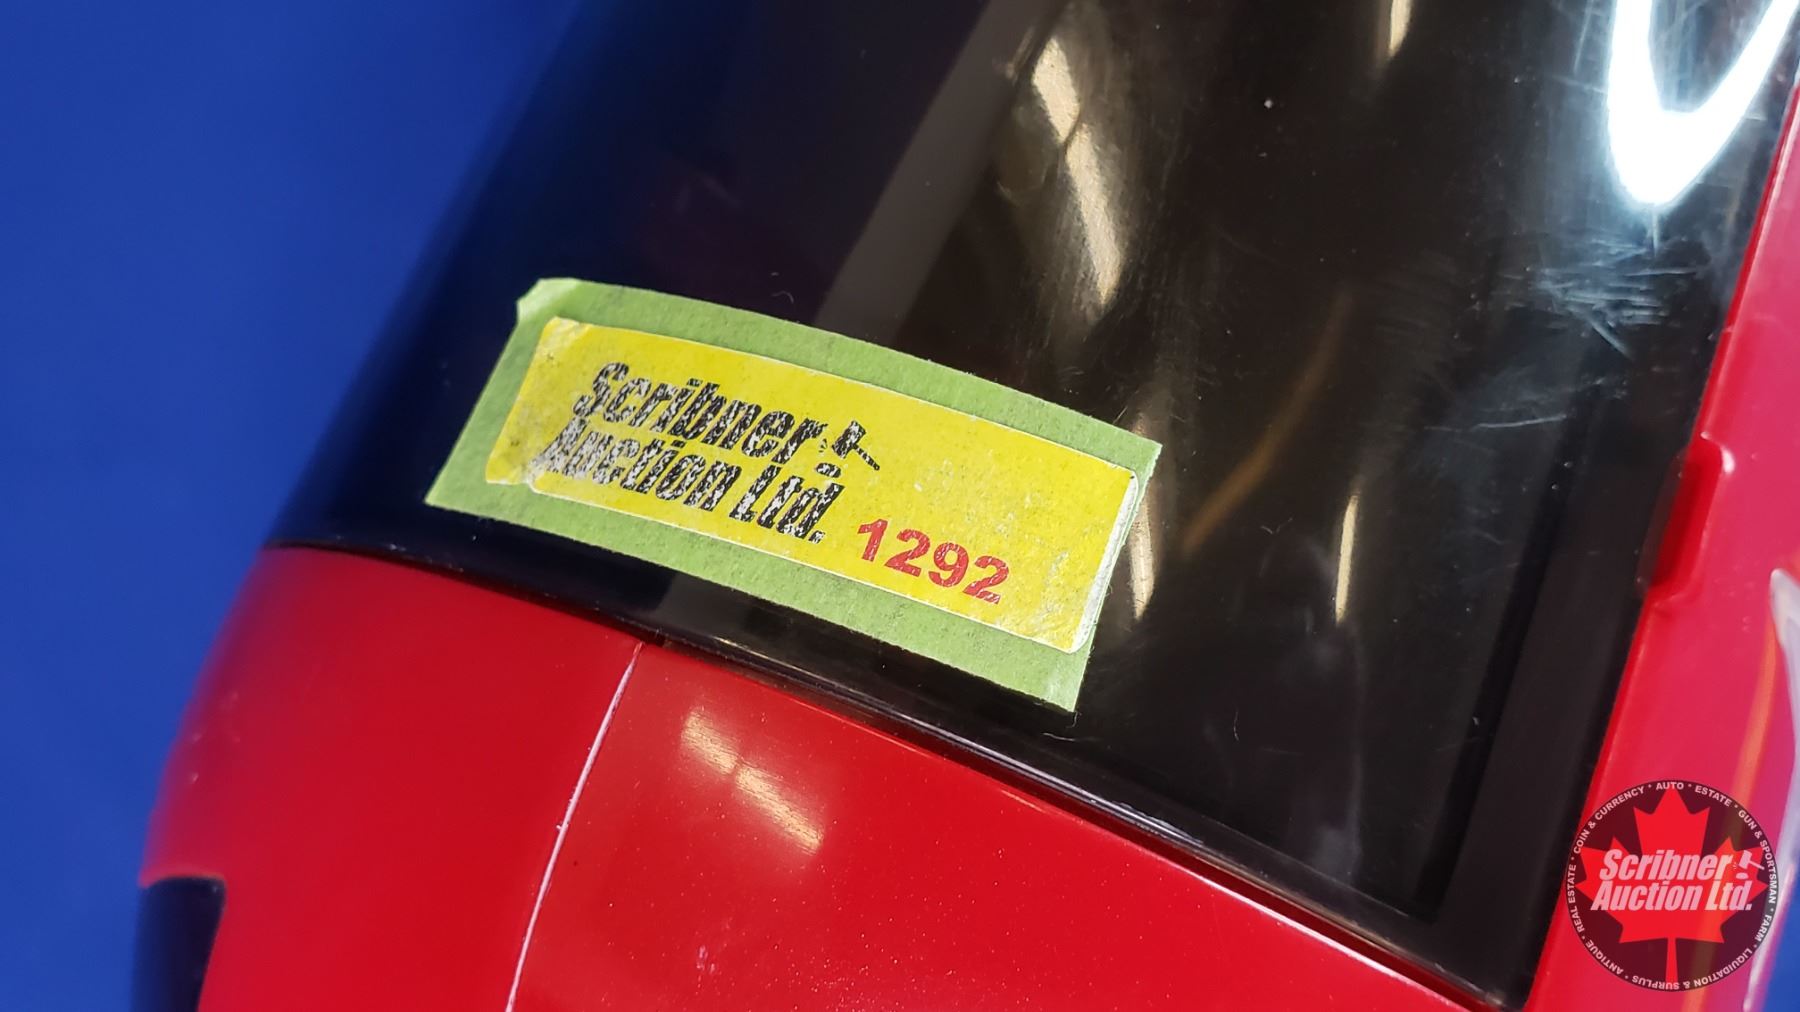 Scribner
Auction Ltd.
1292
COIN & CURRENCY • AUTO • ESTATE • GUN & SPORTSMAN • FARM • LIQUIDATION & SURPLUS • ANTIQUE • REAL ESTATE •
Scribner
Auction Ltd.